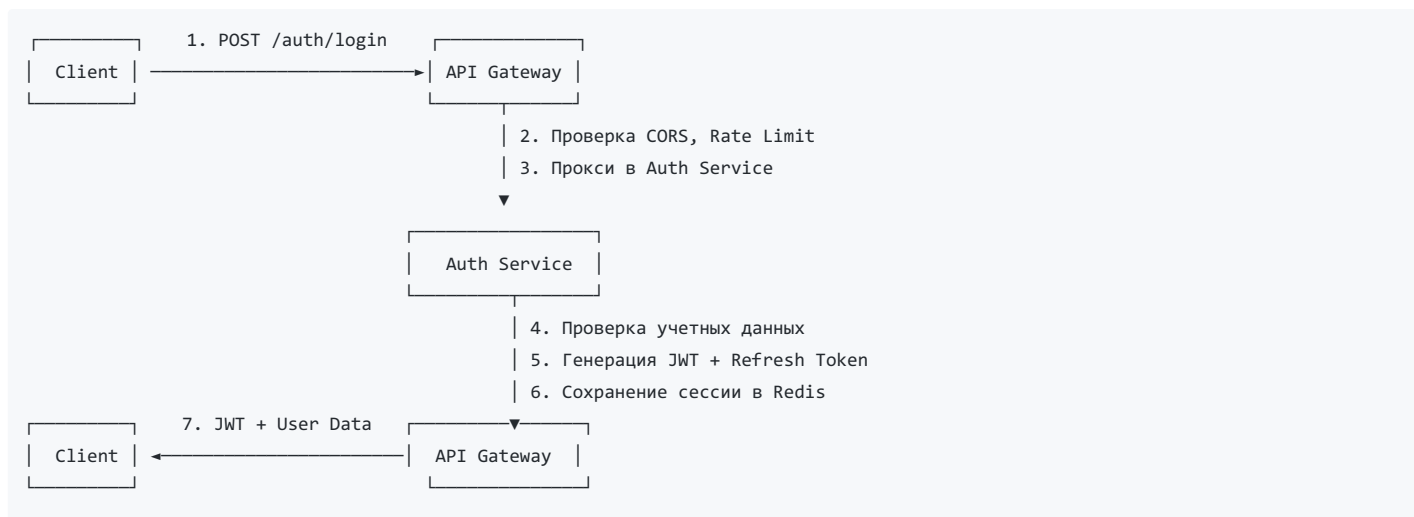 1. POST /auth/login
Client API Gateway
2. Проверка CORS, Rate Limit
3. Прокси в Auth Service
Auth Service
4. Проверка учетных данных
5. Генерация JWT + Refresh Token
6. Сохранение сессии в Redis
7. JWT + User Data
Client API Gateway